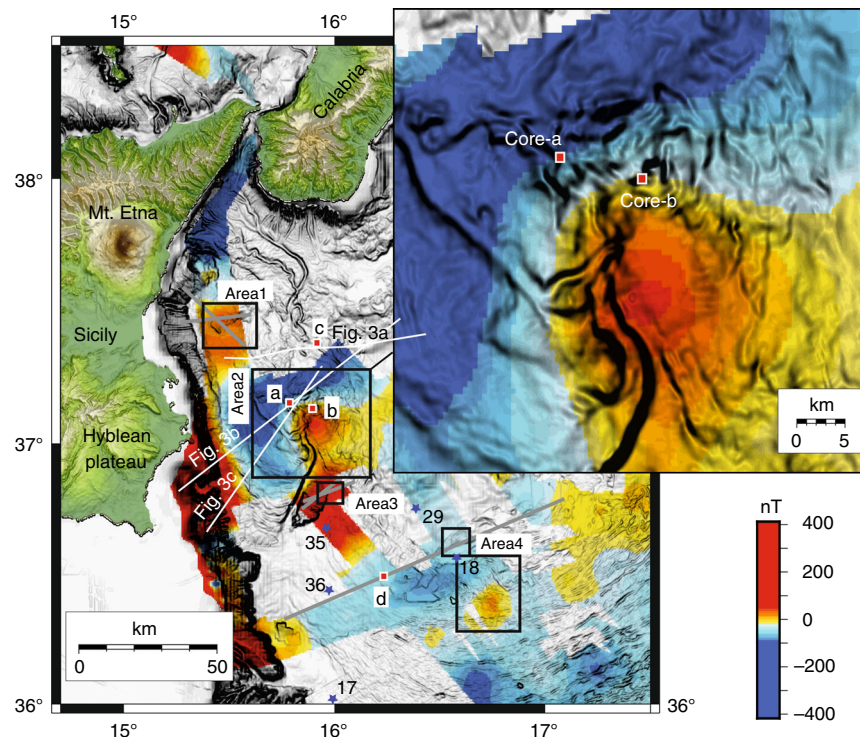 15°
16°
Calabria
Core-a
38°
Core-b
Mt. Etna
Area1
c
Fig. 3a
Sicily
Area2
a
b
km
0
5
37°
Hyblean
plateau
Fig. 3b
Fig. 3c
Area3
nT
29
400
35
Area4
18
200
36
d
km
0
0
50
−200
17
−400
36°
36°
15°
16°
17°